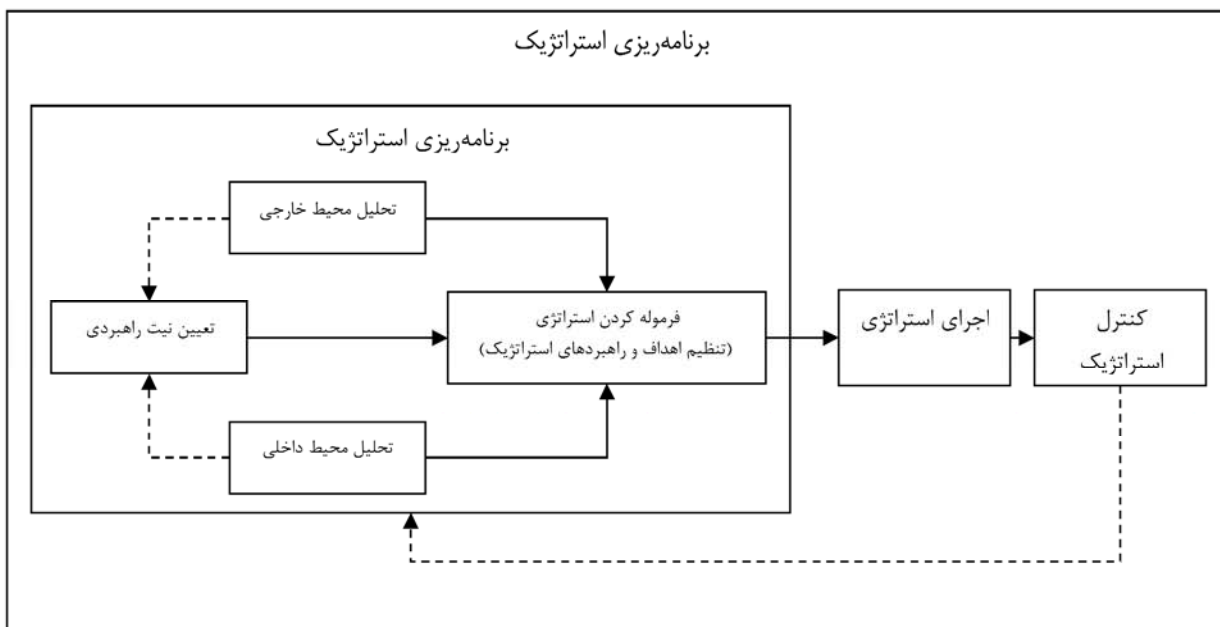 برنامه‌ریزی استراتژیک
برنامه‌ریزی استراتژیک
تحلیل محیط خارجی
تعیین نیت راهبردی
فرموله کردن استراتژی
(تنظیم اهداف و راهبردهای استراتژیک)
اجرای استراتژی
کنترل
استراتژیک
تحلیل محیط داخلی